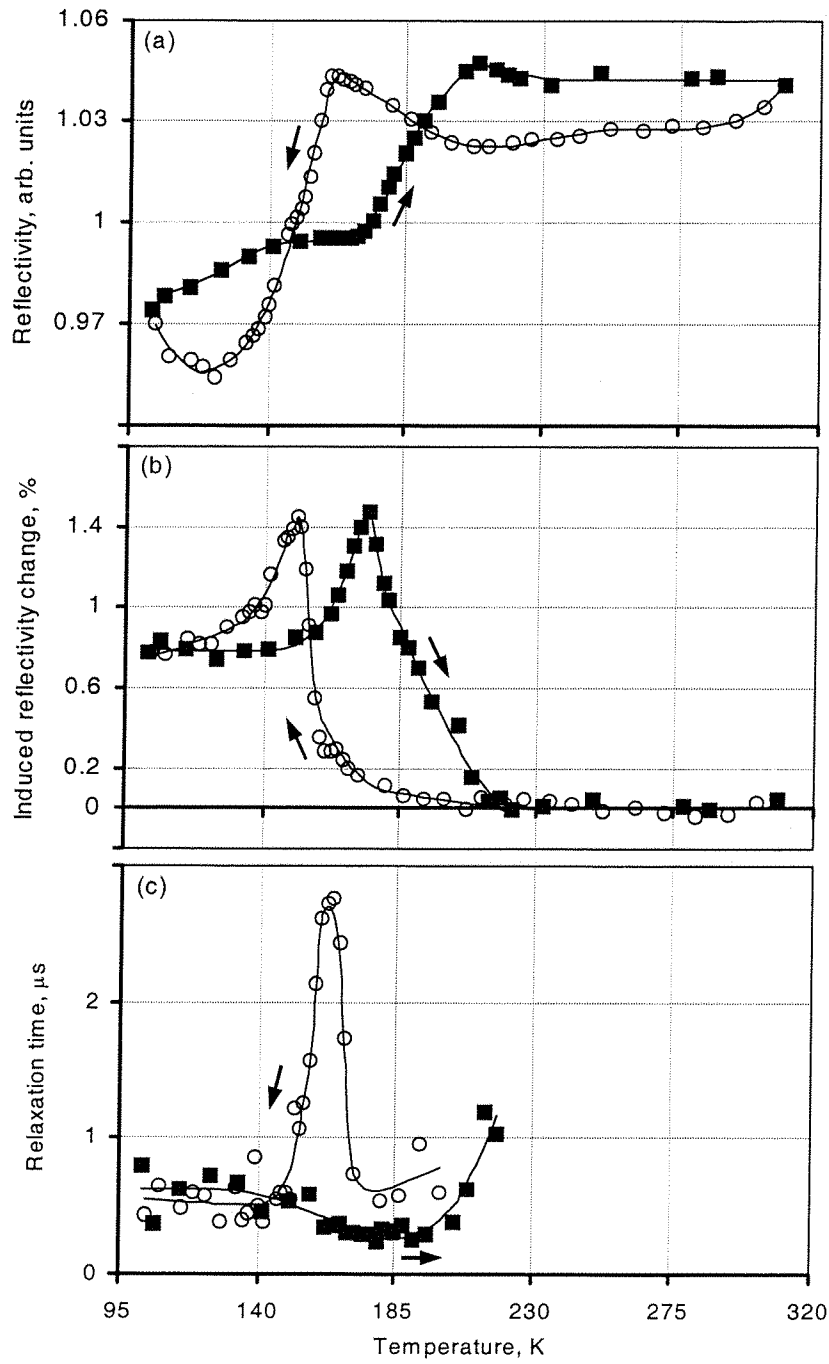 (a)
1.06
1.03
1
0.97
Reflectivity, arb. units
(b)
1.4
1
0.6
0.2
0
Induced reflectivity change, %
(c)
2
1
0
Relaxation time, μs
95 140 185 230 275 320
Temperature, K